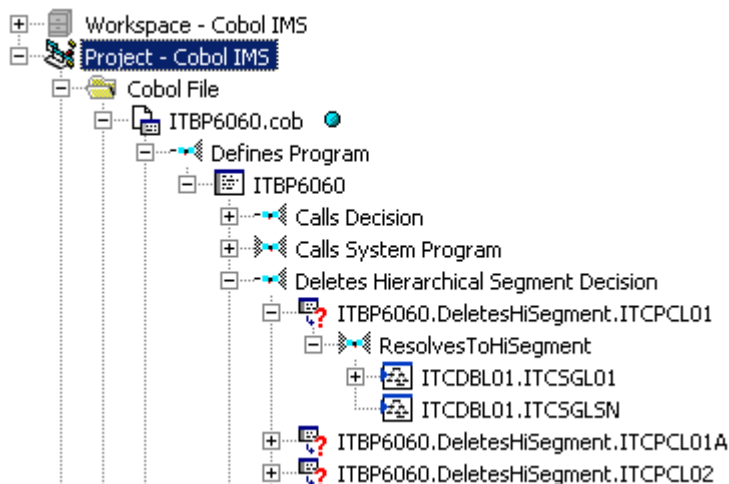 Workspace - Cobol IMS
Project - Cobol IMS
Cobol File
ITBP6060.cob
Defines Program
ITBP6060
Calls Decision
Calls System Program
Deletes Hierarchical Segment Decision
ITBP6060.DeletesHiSegment.ITCPCL01
ResolvesToHiSegment
ITCDBL01.ITCSGL01
ITCDBL01.ITCSGLSN
ITBP6060.DeletesHiSegment.ITCPCL01A
ITBP6060.DeletesHiSegment.ITCPCL02